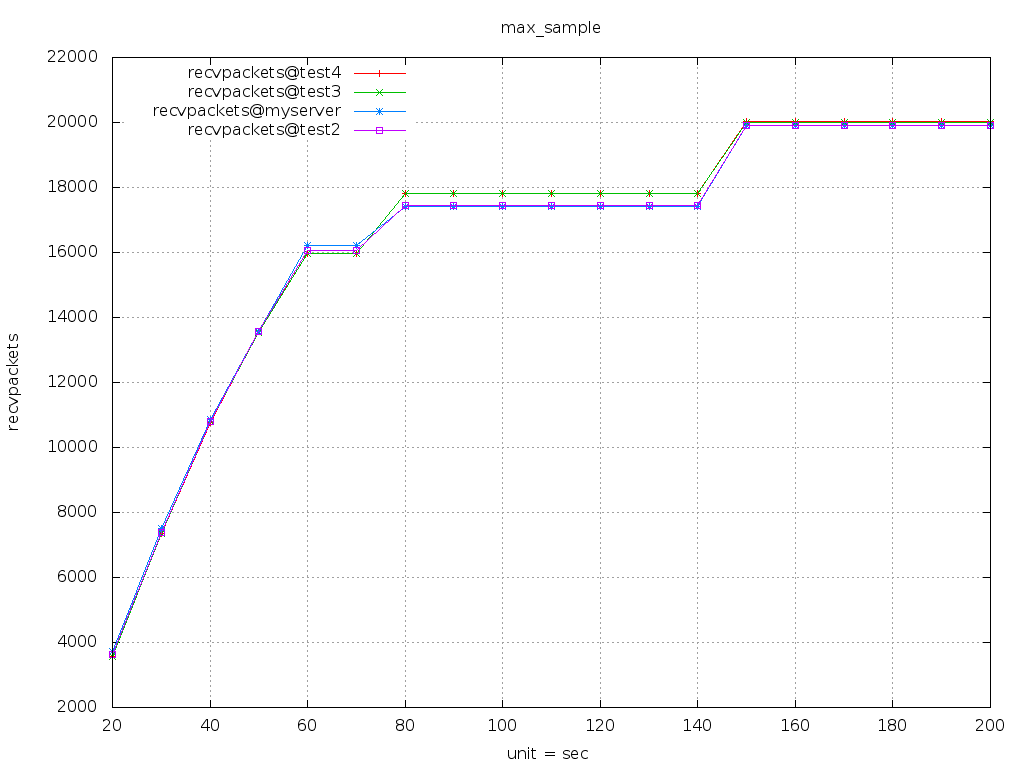 max_sample
22000
20000
18000
16000
14000
12000
10000
8000
6000
4000
2000
recvpackets
recvpackets@test4
recvpackets@test3
recvpackets@myserver
recvpackets@test2
20 40 60 80 100 120 140 160 180 200
unit = sec